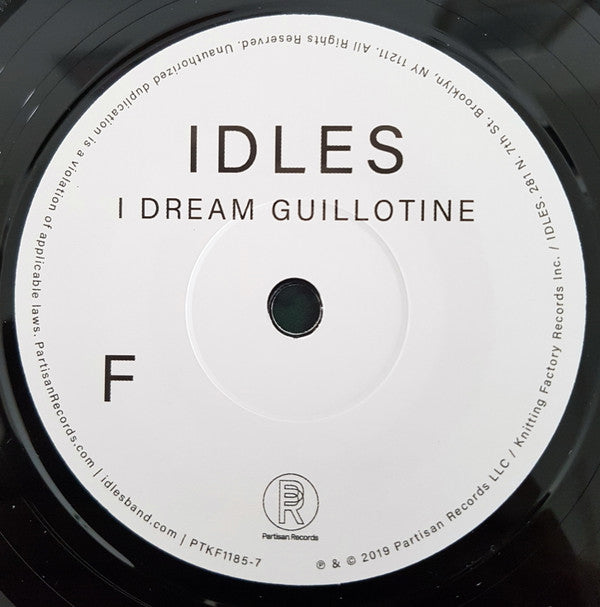 IDLES
I DREAM GUILLOTINE
F
PR
Partisan Records
℗ & © 2019 Partisan Records LLC / Knitting Factory Records Inc. / IDLES. 281 N. 7th St. Brooklyn, NY 11211. All Rights Reserved. Unauthorized duplication is a violation of applicable laws. PartisanRecords.com | idlesband.com / PTKF1185-7